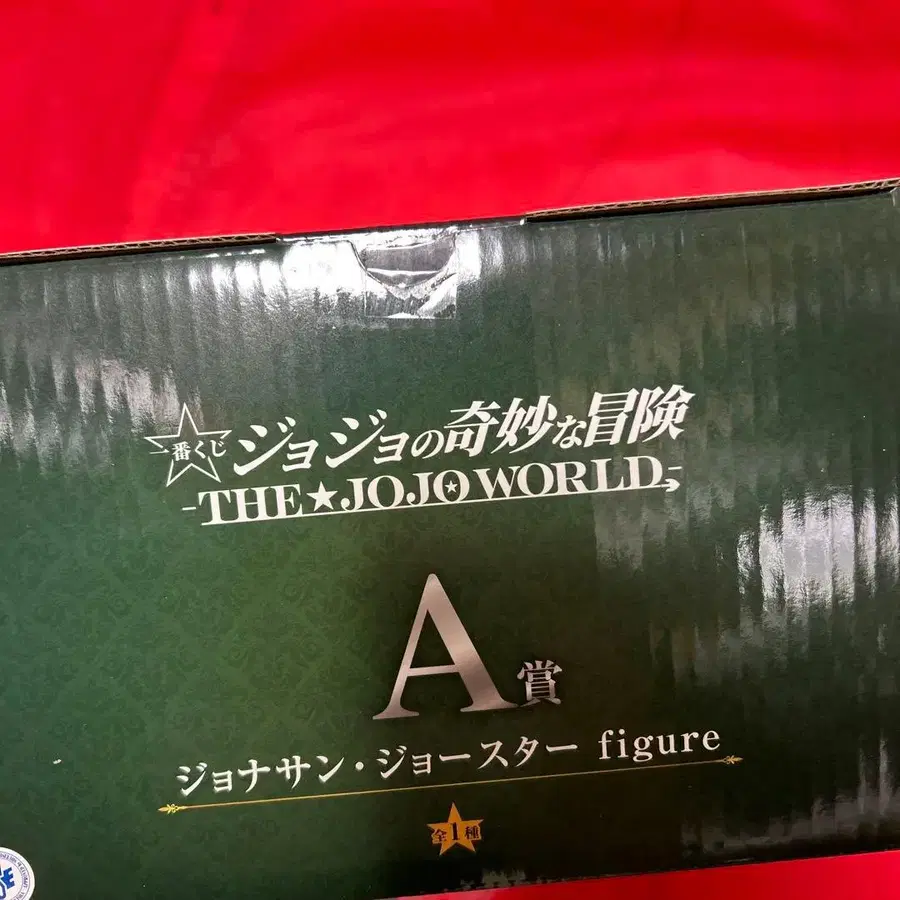 一番くじ ジョジョの奇妙な冒険
-THE★JOJO★WORLD-
A賞
ジョナサン・ジョースター figure
全1種